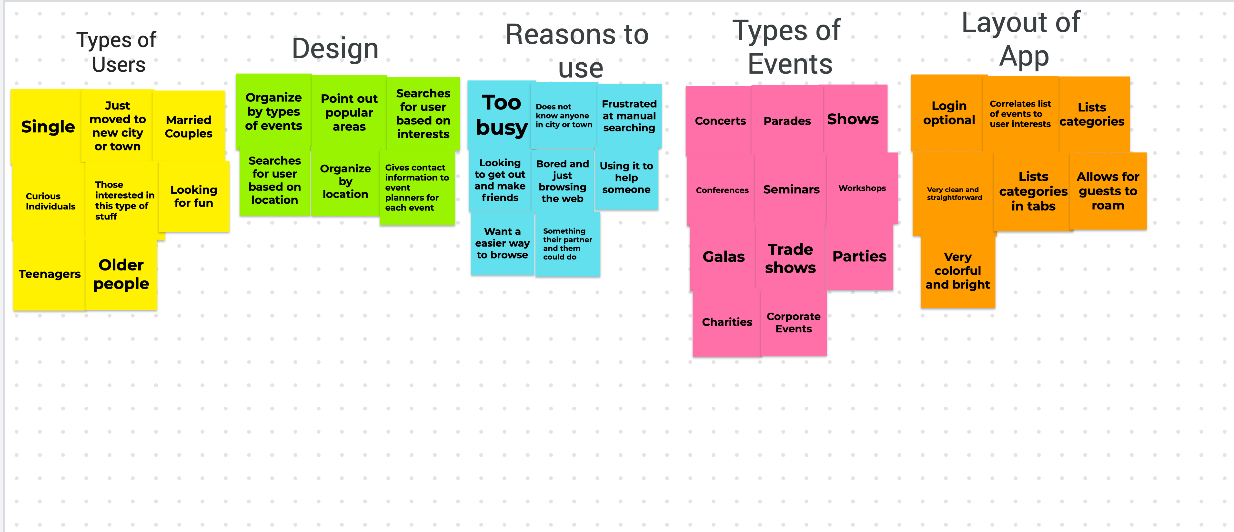 Types of
Users
Single
Just
moved to
new city
or town
Married
Couples
Curious
Individuals
Those
interested in
this type of
stuff
Looking
for fun
Teenagers
Older
people
Design
Organize
by types
of events
Point out
popular
areas
Searches
for user
based on
interests
Searches
for user
based on
location
Organize
by
location
Gives contact
information to
event
planners for
each event
Reasons to
use
Too
busy
Does not
know anyone
in city or town
Frustrated
at manual
searching
Looking
to get out
and make
friends
Bored and
just
browsing
the web
Using it to
help
someone
Want a
easier way
to browse
Something
their partner
and them
could do
Types of
Events
Concerts
Parades
Shows
Conferences
Seminars
Workshops
Galas
Trade
shows
Parties
Charities
Corporate
Events
Layout of
App
Login
optional
Correlates list
of events to
user interests
Lists
categories
Very clean and
straightforward
Lists
categories
in tabs
Allows for
guests to
roam
Very
colorful
and bright